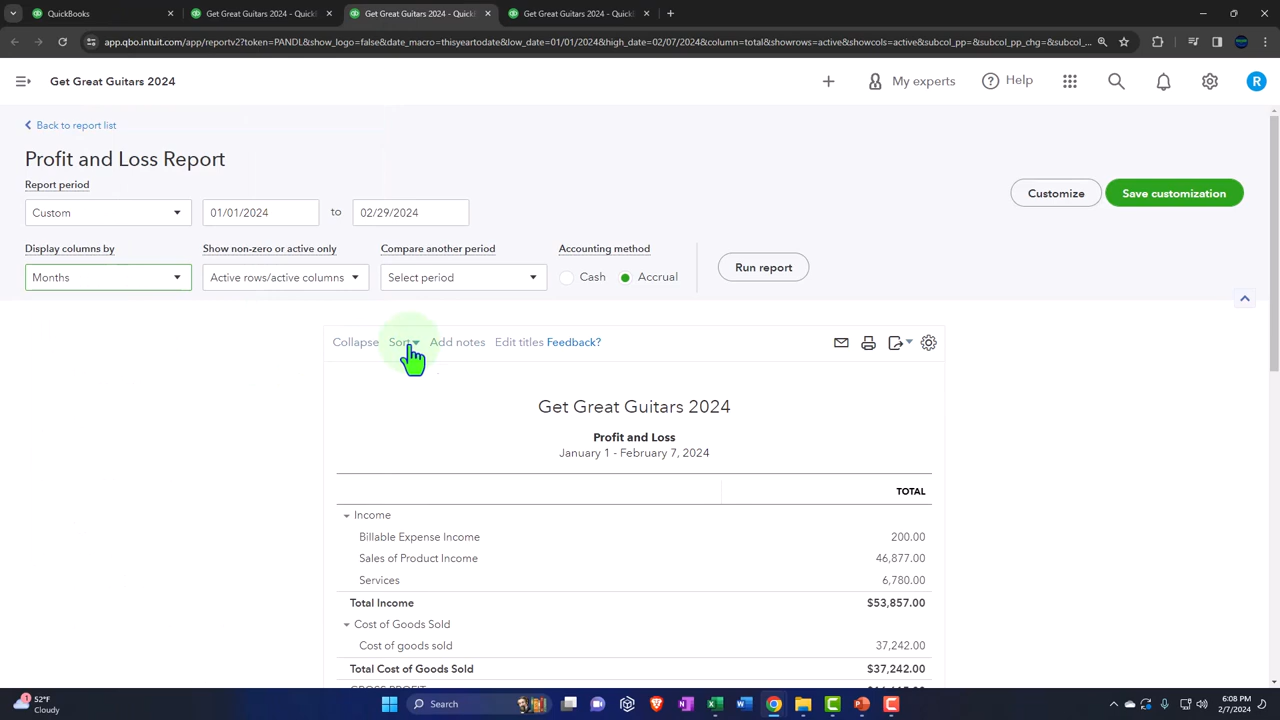 QuickBooks
Get Great Guitars 2024 - QuickBo
Get Great Guitars 2024 - QuickBo
Get Great Guitars 2024 - QuickBo
app.qbo.intuit.com/app/reportv2?token=PANDL&show_logo=false&date_macro=thisyeartodate&low_date=01/01/2024&high_date=02/07/2024&column=total&showrows=active&subcol_pp=&subcol_pp_chg=&subcol_pp_pc...
Get Great Guitars 2024
My experts
Help
R
Back to report list
Profit and Loss Report
Report period
Customize
Save customization
Custom
01/01/2024
to
02/29/2024
Display columns by
Show non-zero or active only
Compare another period
Accounting method
Months
Active rows/active columns
Select period
Cash
Accrual
Run report
Collapse Sort Add notes Edit titles Feedback?
Get Great Guitars 2024
Profit and Loss
January 1 - February 7, 2024
TOTAL
Income
Billable Expense Income 200.00
Sales of Product Income 46,877.00
Services 6,780.00
Total Income $53,857.00
Cost of Goods Sold
Cost of goods sold 37,242.00
Total Cost of Goods Sold $37,242.00
52°F
Cloudy
Search
6:08 PM
2/7/2024